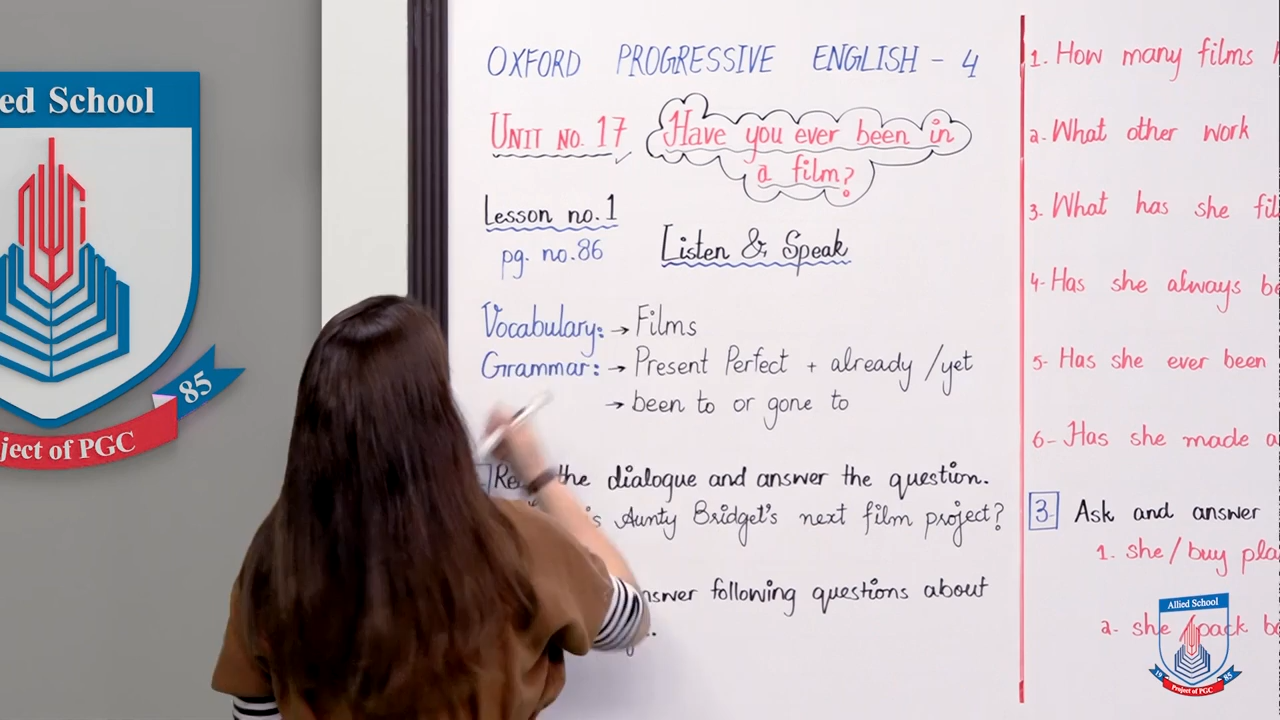 ed School
85
ject of PGC
OXFORD PROGRESSIVE ENGLISH - 4
UNIT NO. 17
Have you ever been in
a film?
Lesson no. 1
pg. no. 86
Listen & Speak
Vocabulary: → Films
Grammar: → Present Perfect + already / yet
→ been to or gone to
the dialogue and answer the question.
Aunty Bridget's next film project?
following questions about
1. How many films
2- What other work
3. What has she
4- Has she always
5- Has she ever been
6- Has she made
3- Ask and answer
1. she / buy
2- she / pack
Allied School
19 85
Project of PGC